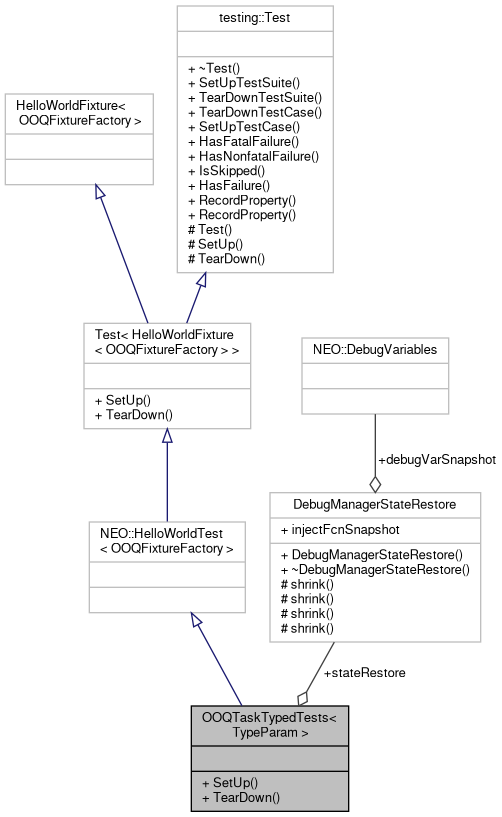 testing::Test
+ ~Test()
+ SetUpTestSuite()
+ TearDownTestSuite()
+ TearDownTestCase()
+ SetUpTestCase()
+ HasFatalFailure()
+ HasNonfatalFailure()
+ IsSkipped()
+ HasFailure()
+ RecordProperty()
+ RecordProperty()
# Test()
# SetUp()
# TearDown()
HelloWorldFixture<
OOQFixtureFactory >
Test< HelloWorldFixture
< OOQFixtureFactory > >
+ SetUp()
+ TearDown()
NEO::DebugVariables
+debugVarSnapshot
DebugManagerStateRestore
+ injectFcnSnapshot
+ DebugManagerStateRestore()
+ ~DebugManagerStateRestore()
# shrink()
# shrink()
# shrink()
# shrink()
NEO::HelloWorldTest
< OOQFixtureFactory >
+stateRestore
OOQTaskTypedTests<
TypeParam >
+ SetUp()
+ TearDown()